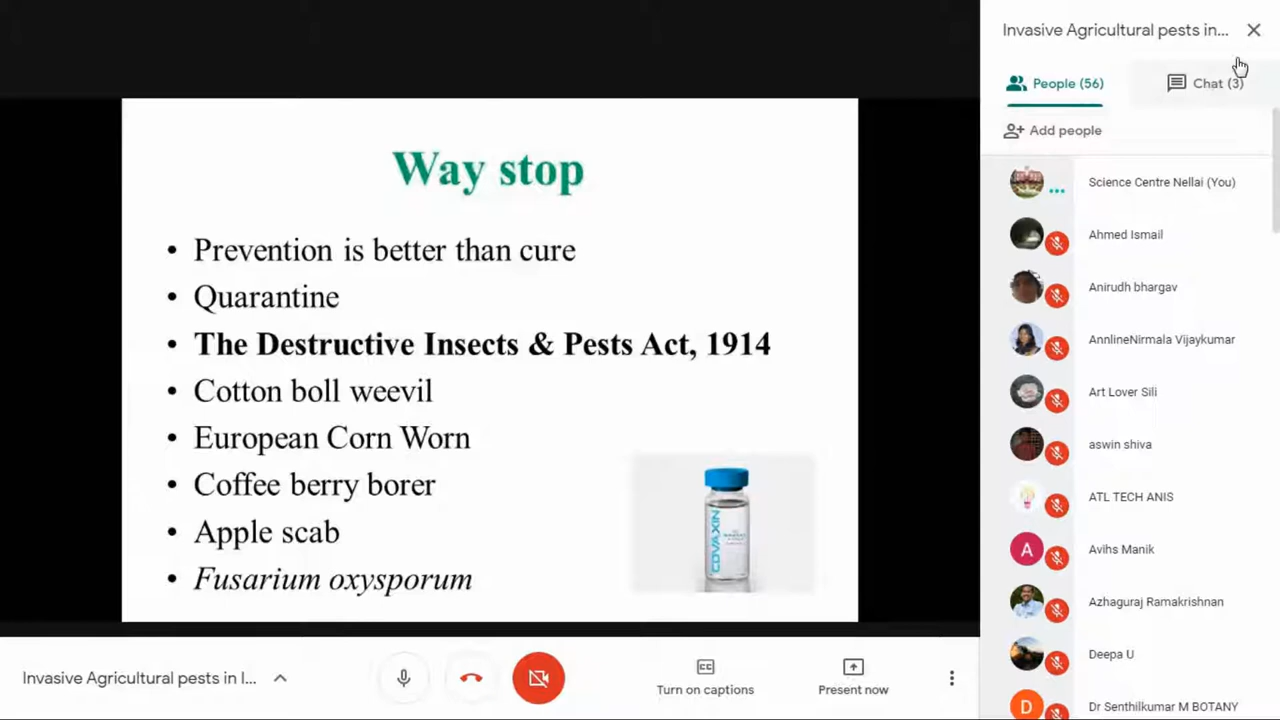 Way stop
• Prevention is better than cure
• Quarantine
• The Destructive Insects & Pests Act, 1914
• Cotton boll weevil
• European Corn Worn
• Coffee berry borer
• Apple scab
• Fusarium oxysporum
COVAXIN
Invasive Agricultural pests in I...
Turn on captions
Present now
Invasive Agricultural pests in...
People (56)
Chat (3)
Add people
Science Centre Nellai (You)
Ahmed Ismail
Anirudh bhargav
AnnlineNirmala Vijaykumar
Art Lover Sili
aswin shiva
ATL TECH ANIS
A
Avihs Manik
Azhaguraj Ramakrishnan
Deepa U
D
Dr Senthilkumar M BOTANY